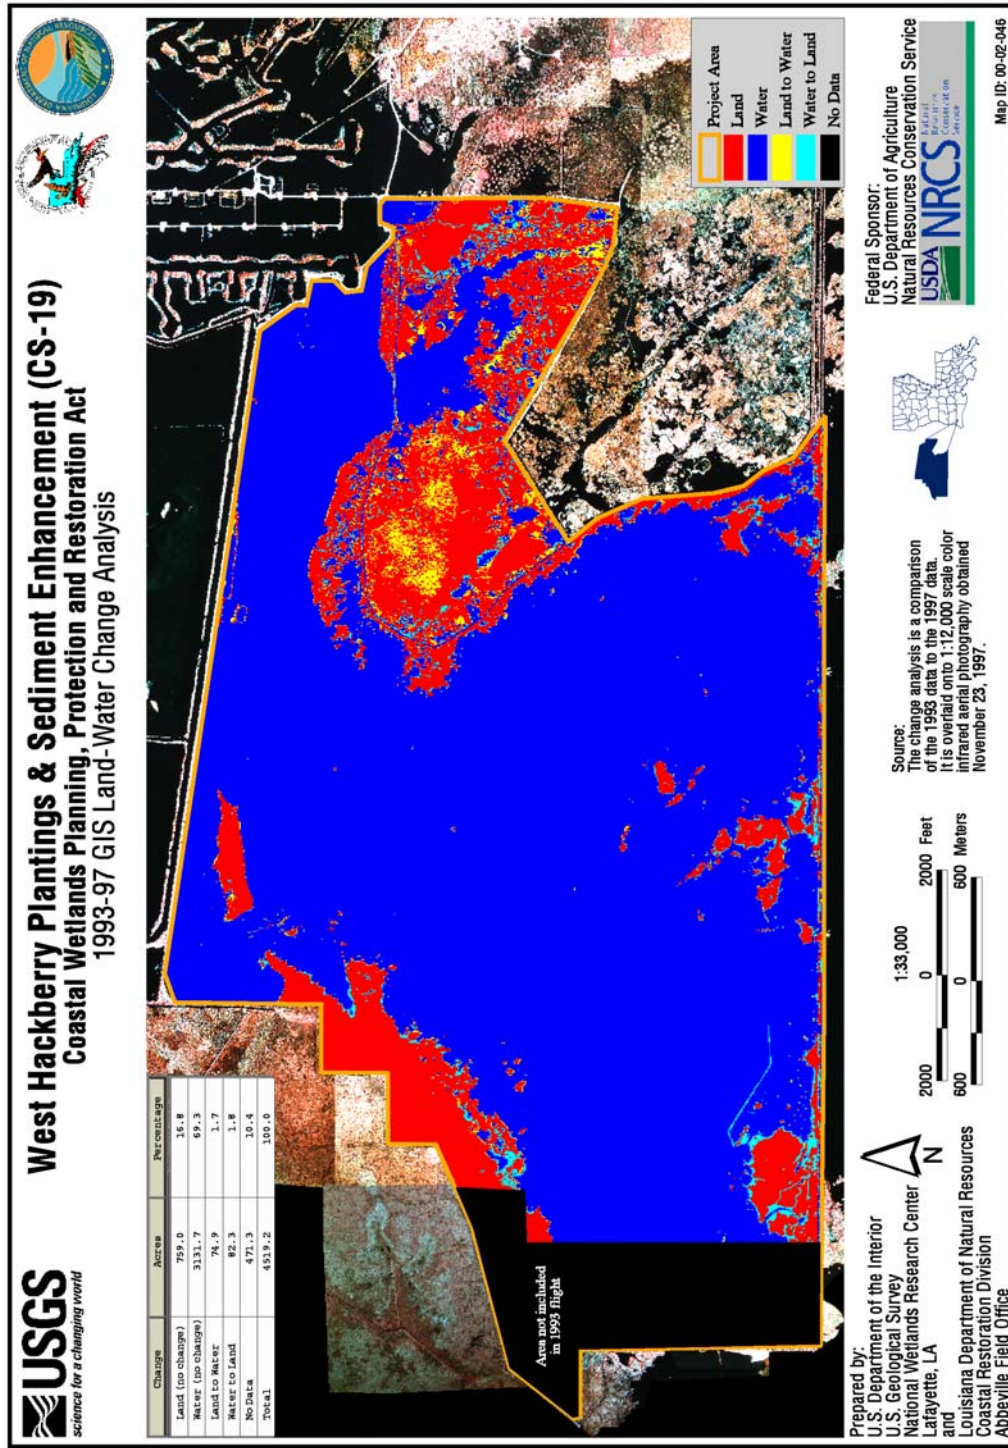 USGS
science for a changing world
West Hackberry Plantings & Sediment Enhancement (CS-19)
Coastal Wetlands Planning, Protection and Restoration Act
1993-97 GIS Land-Water Change Analysis
Change Acres Percentage
Land (no change) 759.0 16.8
Water (no change) 3131.7 69.3
Land to Water 74.9 1.7
Water to Land 82.3 1.8
No Data 471.3 10.4
Total 4519.2 100.0
Area not included
in 1993 flight
Project Area
Land
Water
Land to Water
Water to Land
No Data
Prepared by:
U.S. Department of the Interior
U.S. Geological Survey
National Wetlands Research Center
Lafayette, LA
and
Louisiana Department of Natural Resources
Coastal Restoration Division
Abbeville Field Office
N
1:33,000
2000 0 2000 Feet
600 0 600 Meters
Source:
The change analysis is a comparison
of the 1993 data to the 1997 data.
It is overlaid onto 1:12,000 scale color
infrared aerial photography obtained
November 23, 1997.
Federal Sponsor:
U.S. Department of Agriculture
Natural Resources Conservation Service
USDA NRCS
Natural
Resources
Conservation
Service
Map ID: 00-02-046